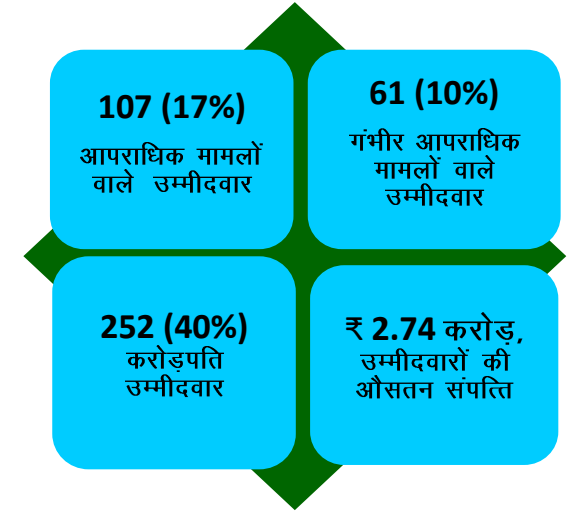 107 (17%)
आपराधिक मामलों
वाले उम्मीदवार
61 (10%)
गंभीर आपराधिक
मामलों वाले
उम्मीदवार
252 (40%)
करोड़पति
उम्मीदवार
₹ 2.74 करोड़,
उम्मीदवारों की
औसतन संपत्ति